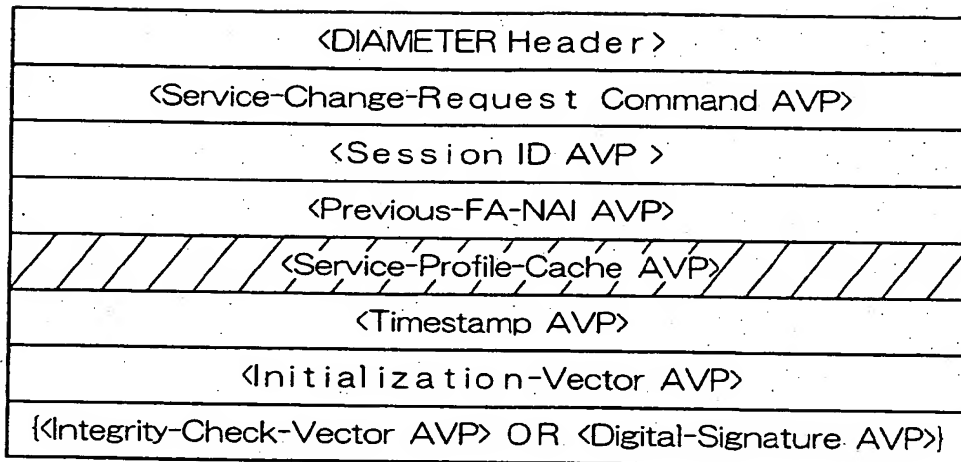 <DIAMETER Header>
<Service-Change-Request Command AVP>
<Session ID AVP >
<Previous-FA-NAI AVP>
<Service-Profile-Cache AVP>
<Timestamp AVP>
<Initialization-Vector AVP>
{<Integrity-Check-Vector AVP> OR <Digital-Signature AVP>}